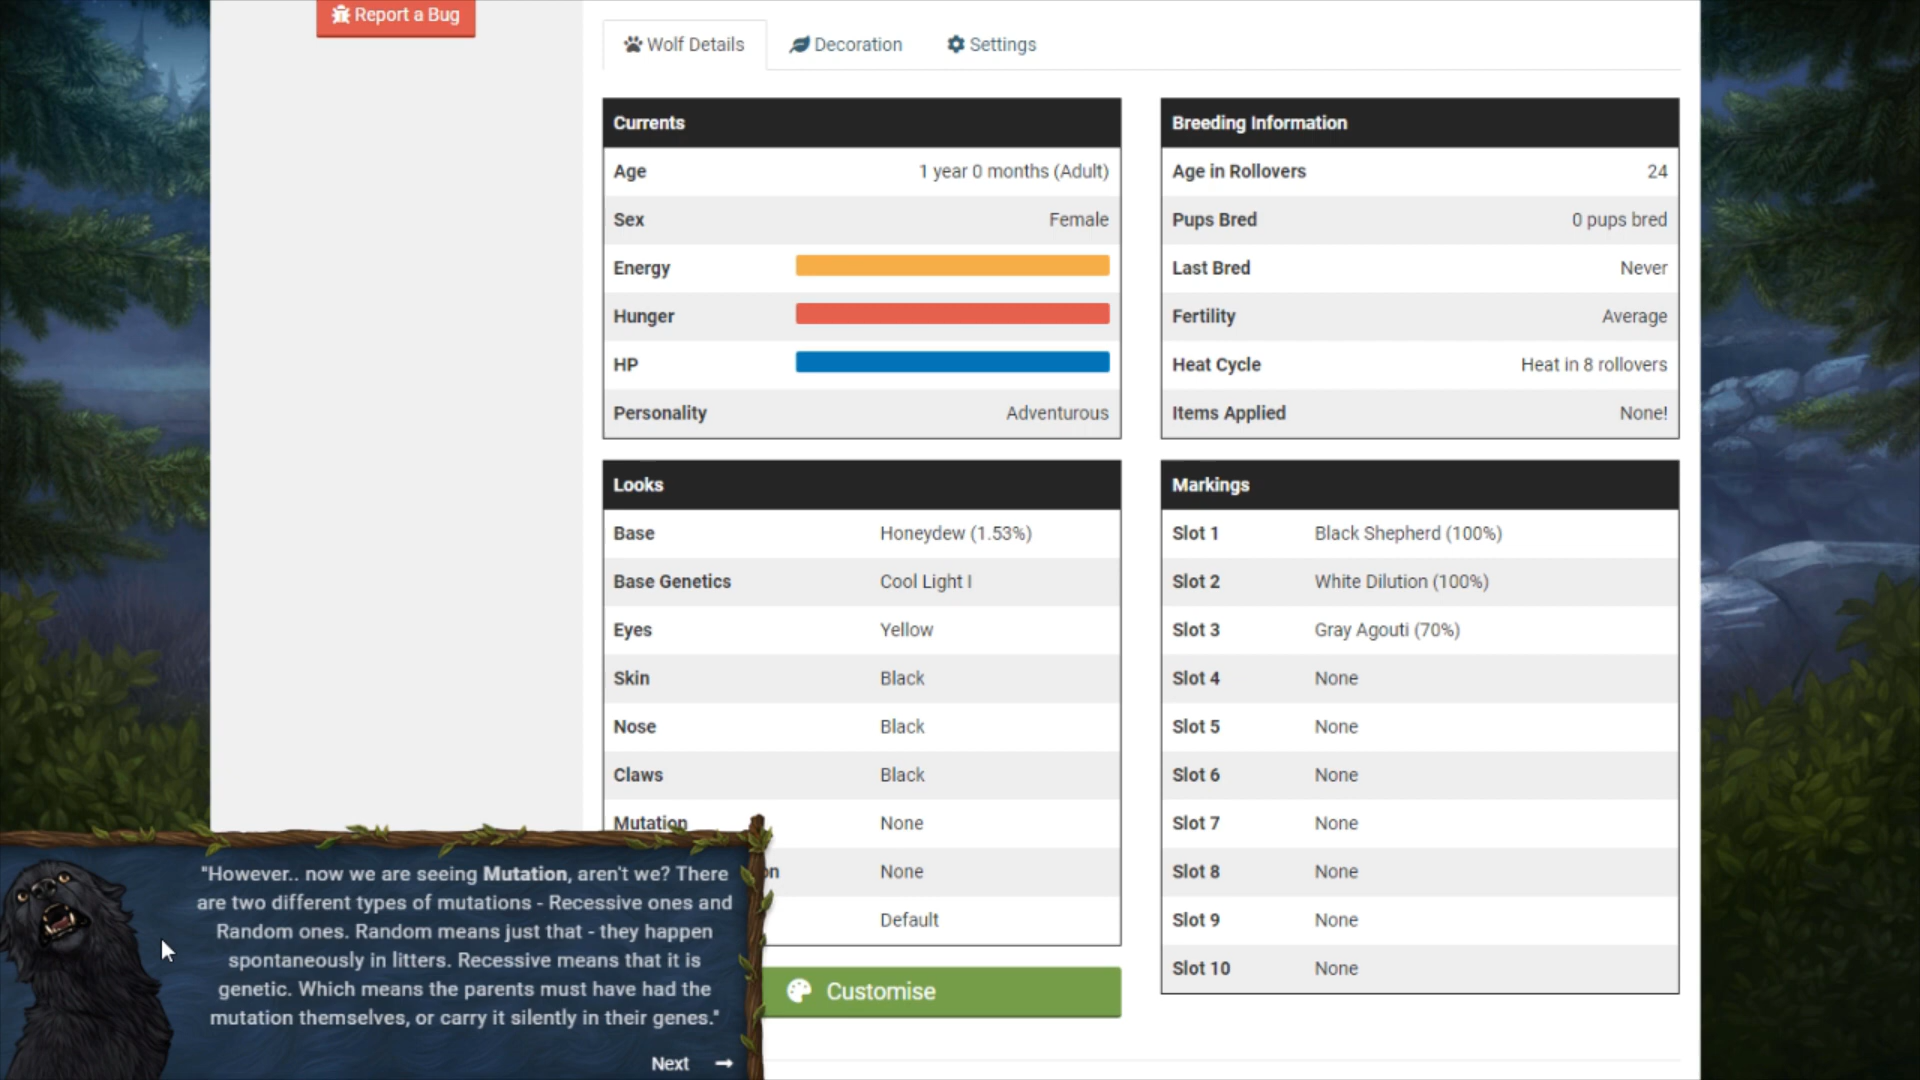 Report a Bug
Wolf Details Decoration Settings
Currents
Age 1 year 0 months (Adult)
Sex Female
Energy
Hunger
HP
Personality Adventurous
Breeding Information
Age in Rollovers 24
Pups Bred 0 pups bred
Last Bred Never
Fertility Average
Heat Cycle Heat in 8 rollovers
Items Applied None!
Looks
Base Honeydew (1.53%)
Base Genetics Cool Light I
Eyes Yellow
Skin Black
Nose Black
Claws Black
Mutation None
None
Default
Customise
Markings
Slot 1 Black Shepherd (100%)
Slot 2 White Dilution (100%)
Slot 3 Gray Agouti (70%)
Slot 4 None
Slot 5 None
Slot 6 None
Slot 7 None
Slot 8 None
Slot 9 None
Slot 10 None
"However.. now we are seeing Mutation, aren't we? There
are two different types of mutations - Recessive ones and
Random ones. Random means just that - they happen
spontaneously in litters. Recessive means that it is
genetic. Which means the parents must have had the
mutation themselves, or carry it silently in their genes."
Next